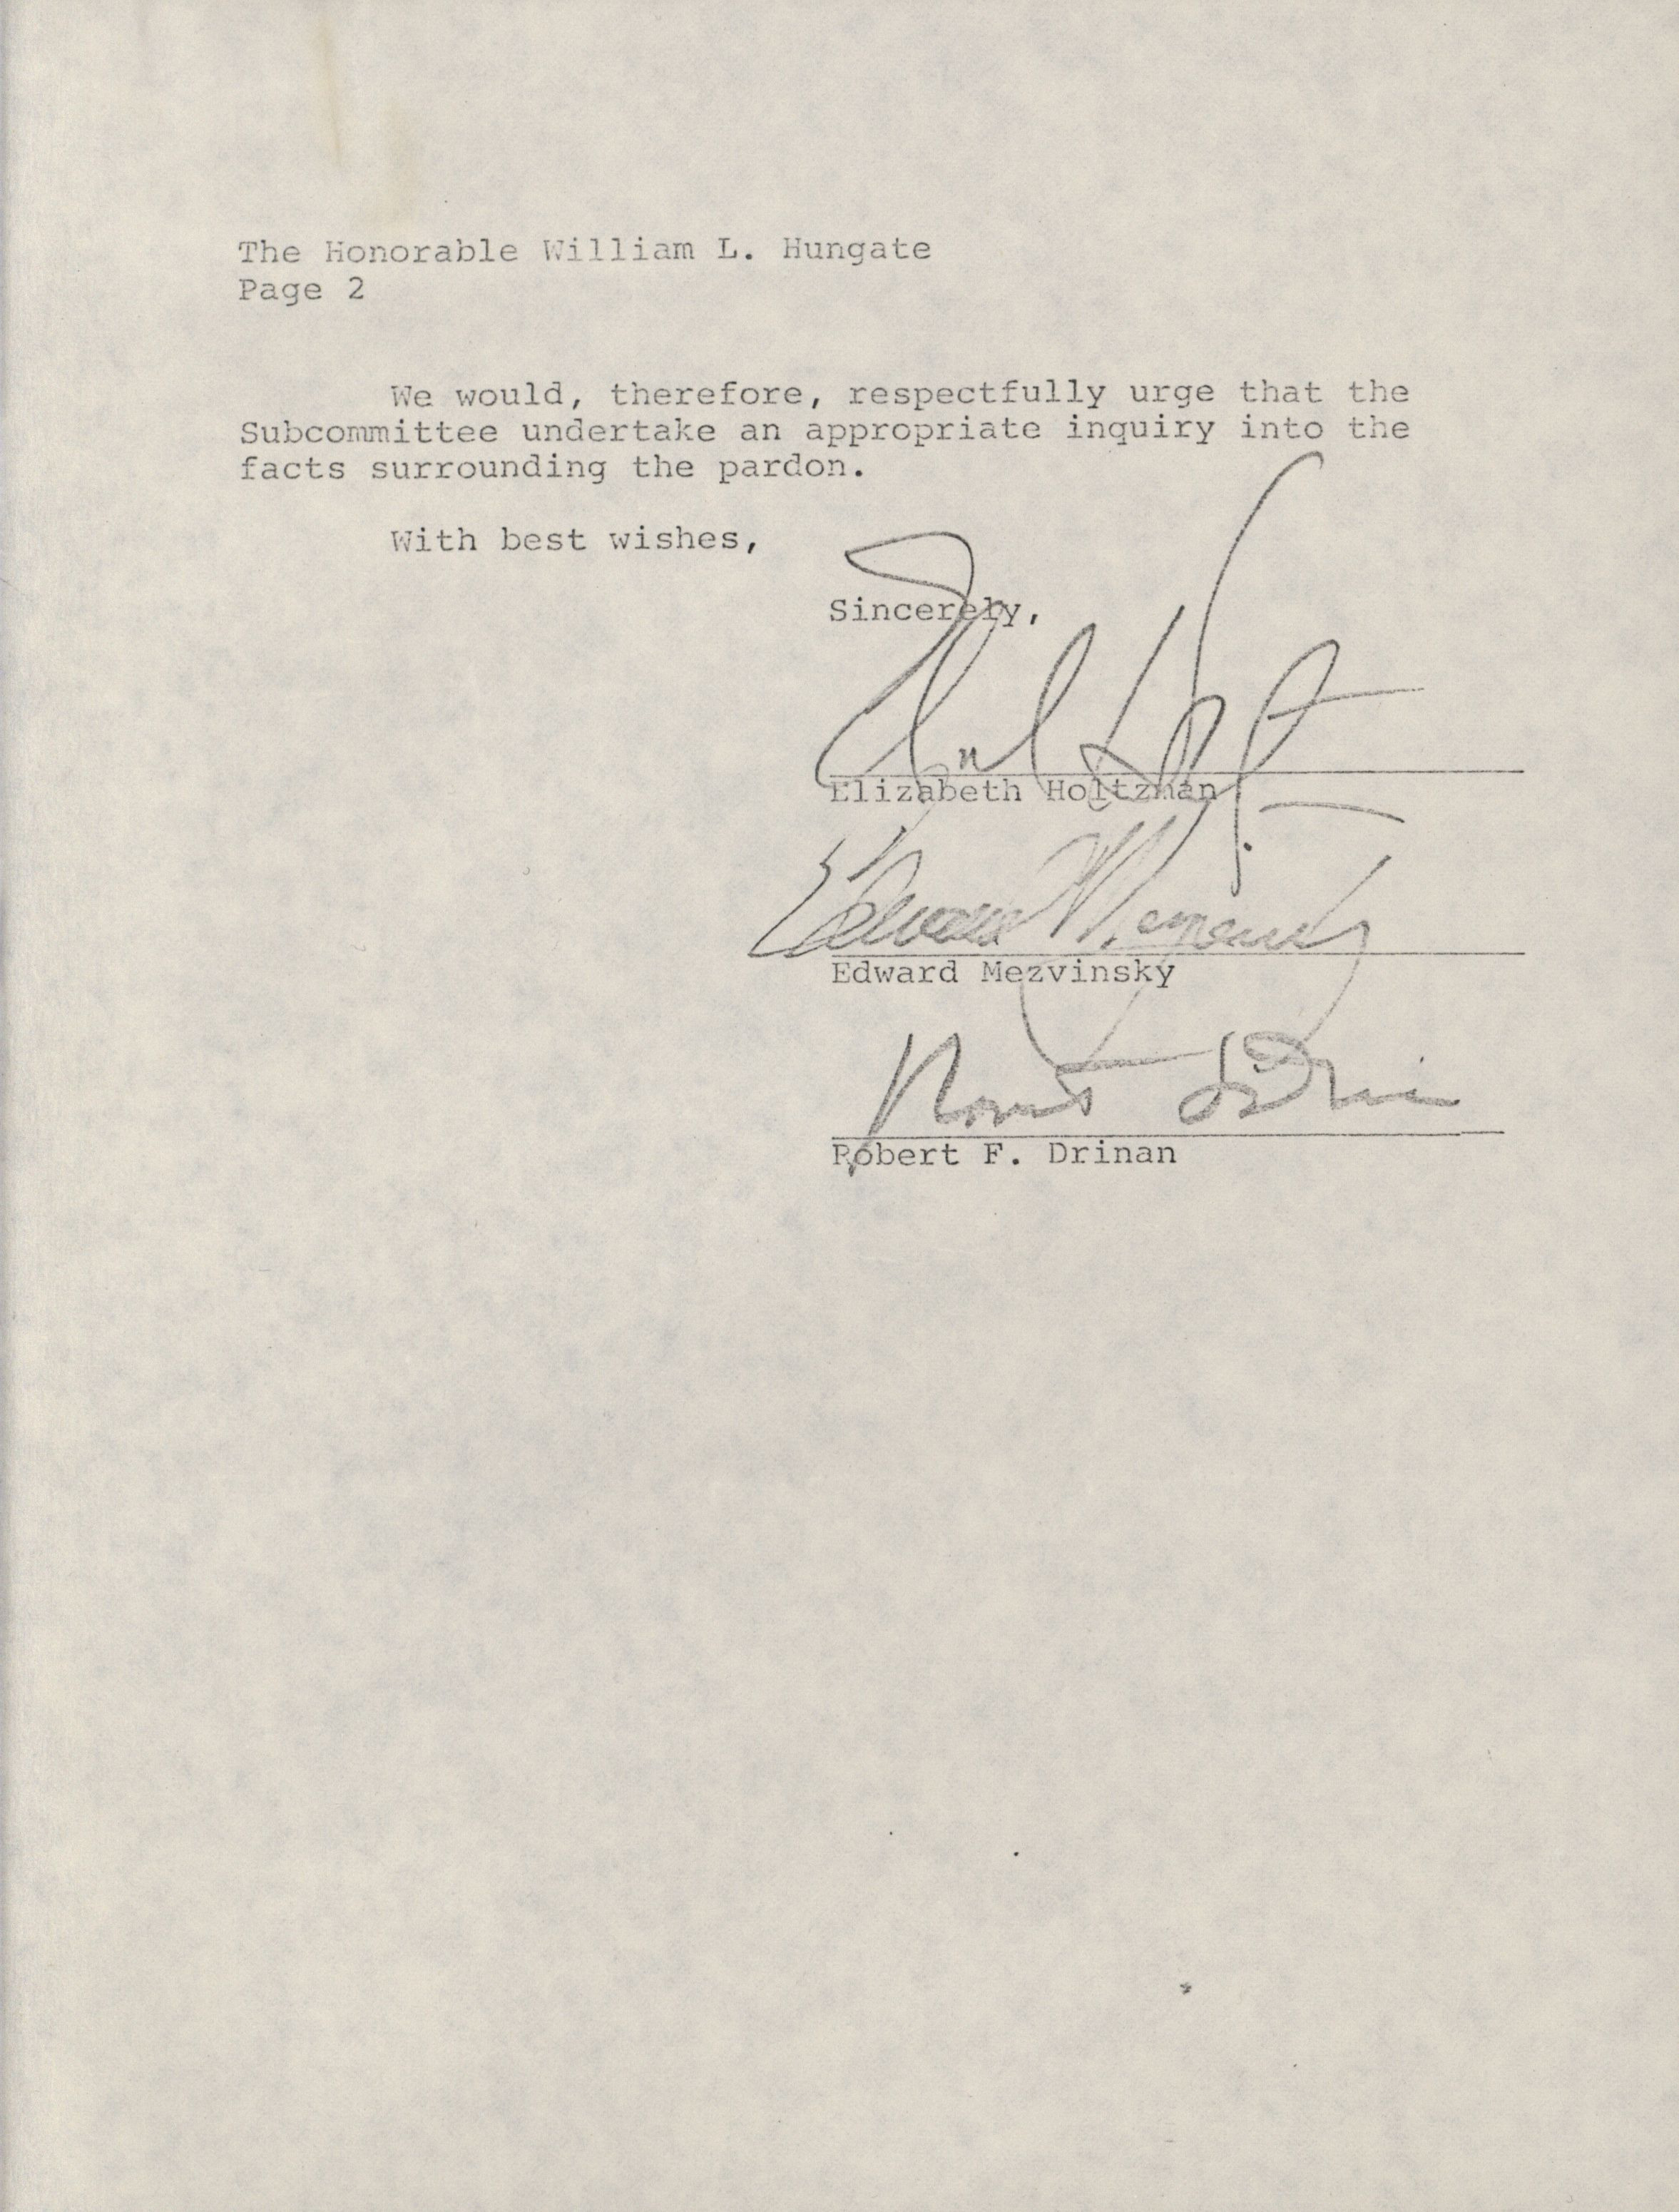 The Honorable William L. Hungate
Page 2
We would, therefore, respectfully urge that the
Subcommittee undertake an appropriate inquiry into the
facts surrounding the pardon.
With best wishes,
Sincerely,
Elizabeth Holtzman
Edward Mezvinsky
Robert F. Drinan